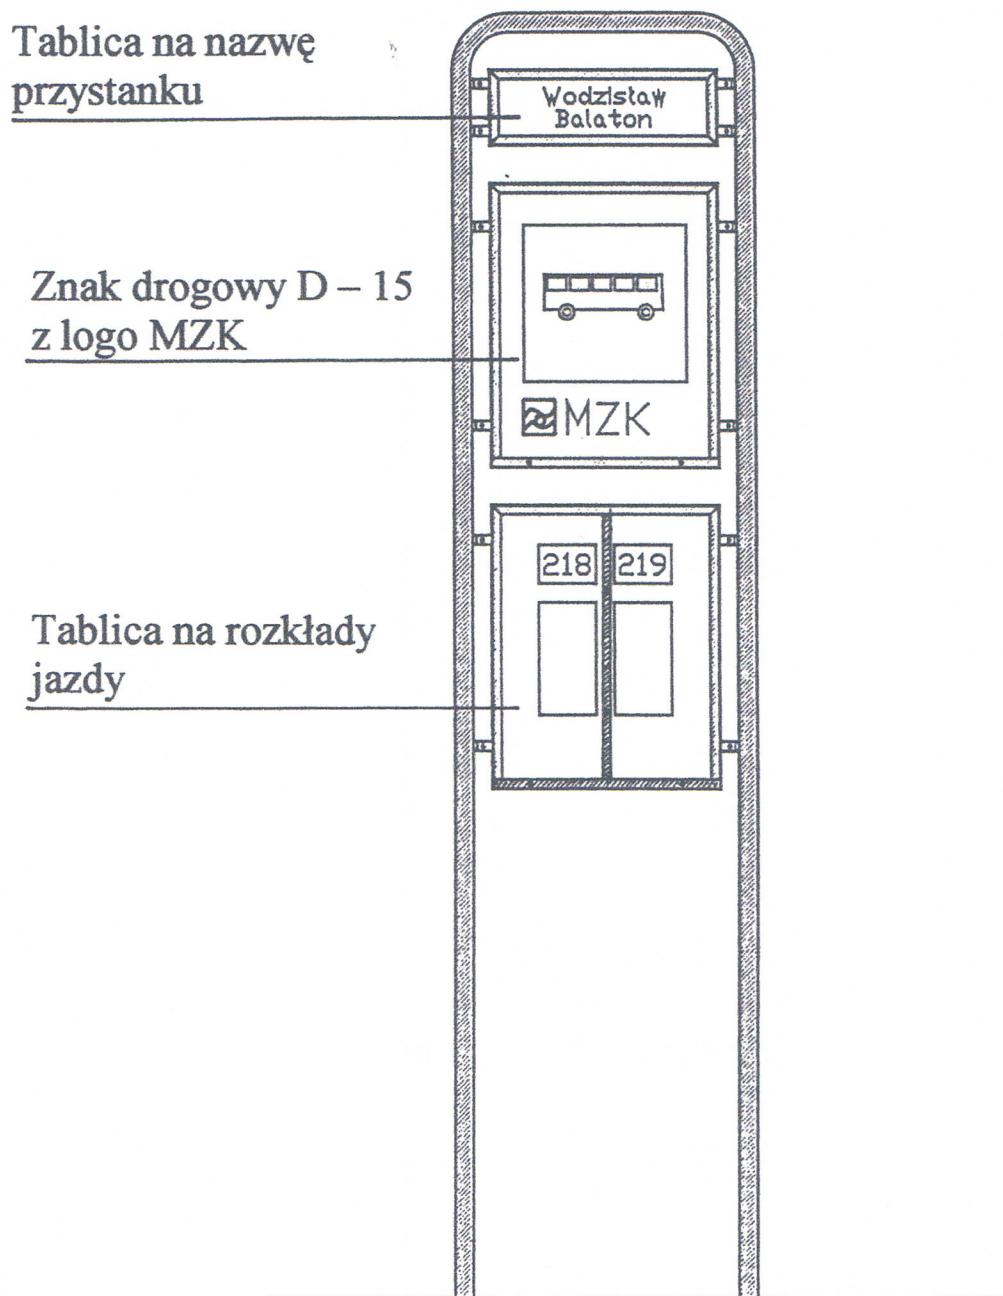 Tablica na nazwę
przystanku
Wodzisław
Balaton
Znak drogowy D – 15
z logo MZK
MZK
218 219
Tablica na rozkłady
jazdy